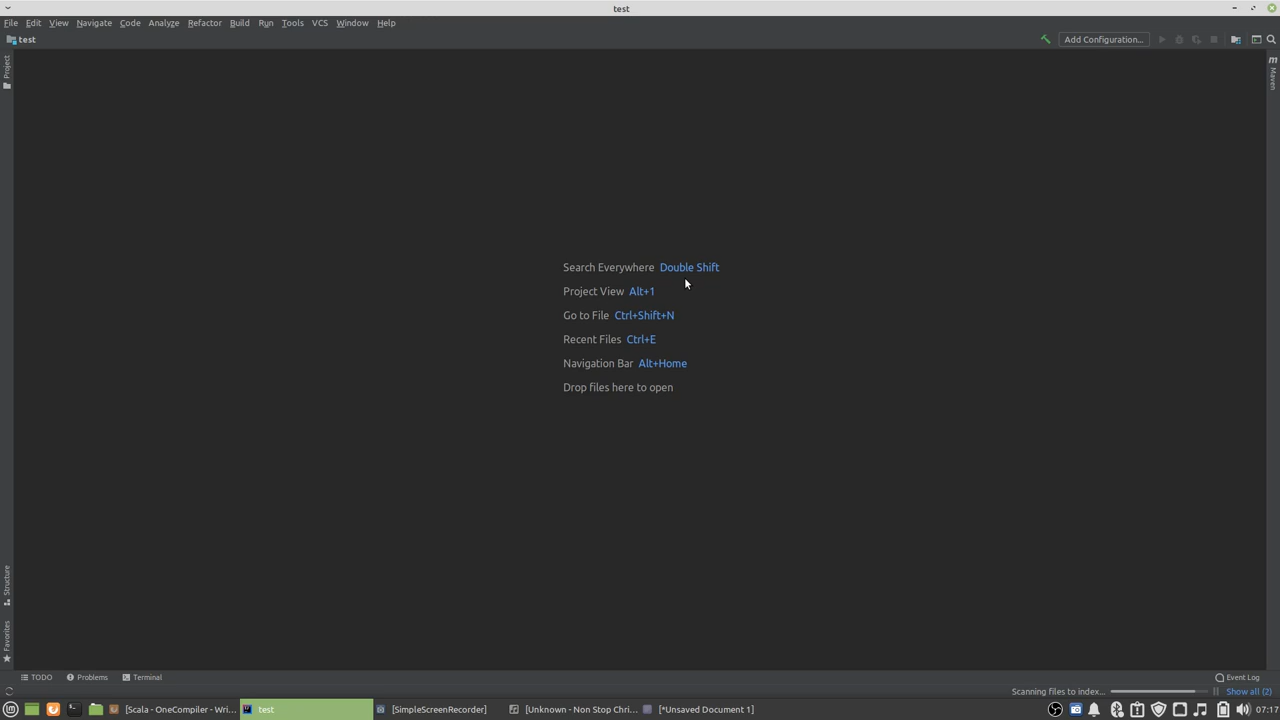 test
File Edit View Navigate Code Analyze Refactor Build Run Tools VCS Window Help
test
Add Configuration...
Project
m Maven
Search Everywhere Double Shift
Project View Alt+1
Go to File Ctrl+Shift+N
Recent Files Ctrl+E
Navigation Bar Alt+Home
Drop files here to open
Structure
Favorites
TODO Problems Terminal
Event Log
Scanning files to index...
Show all (2)
[Scala - OneCompiler - Wri... test [SimpleScreenRecorder] [Unknown - Non Stop Chri... [*Unsaved Document 1] 07:17